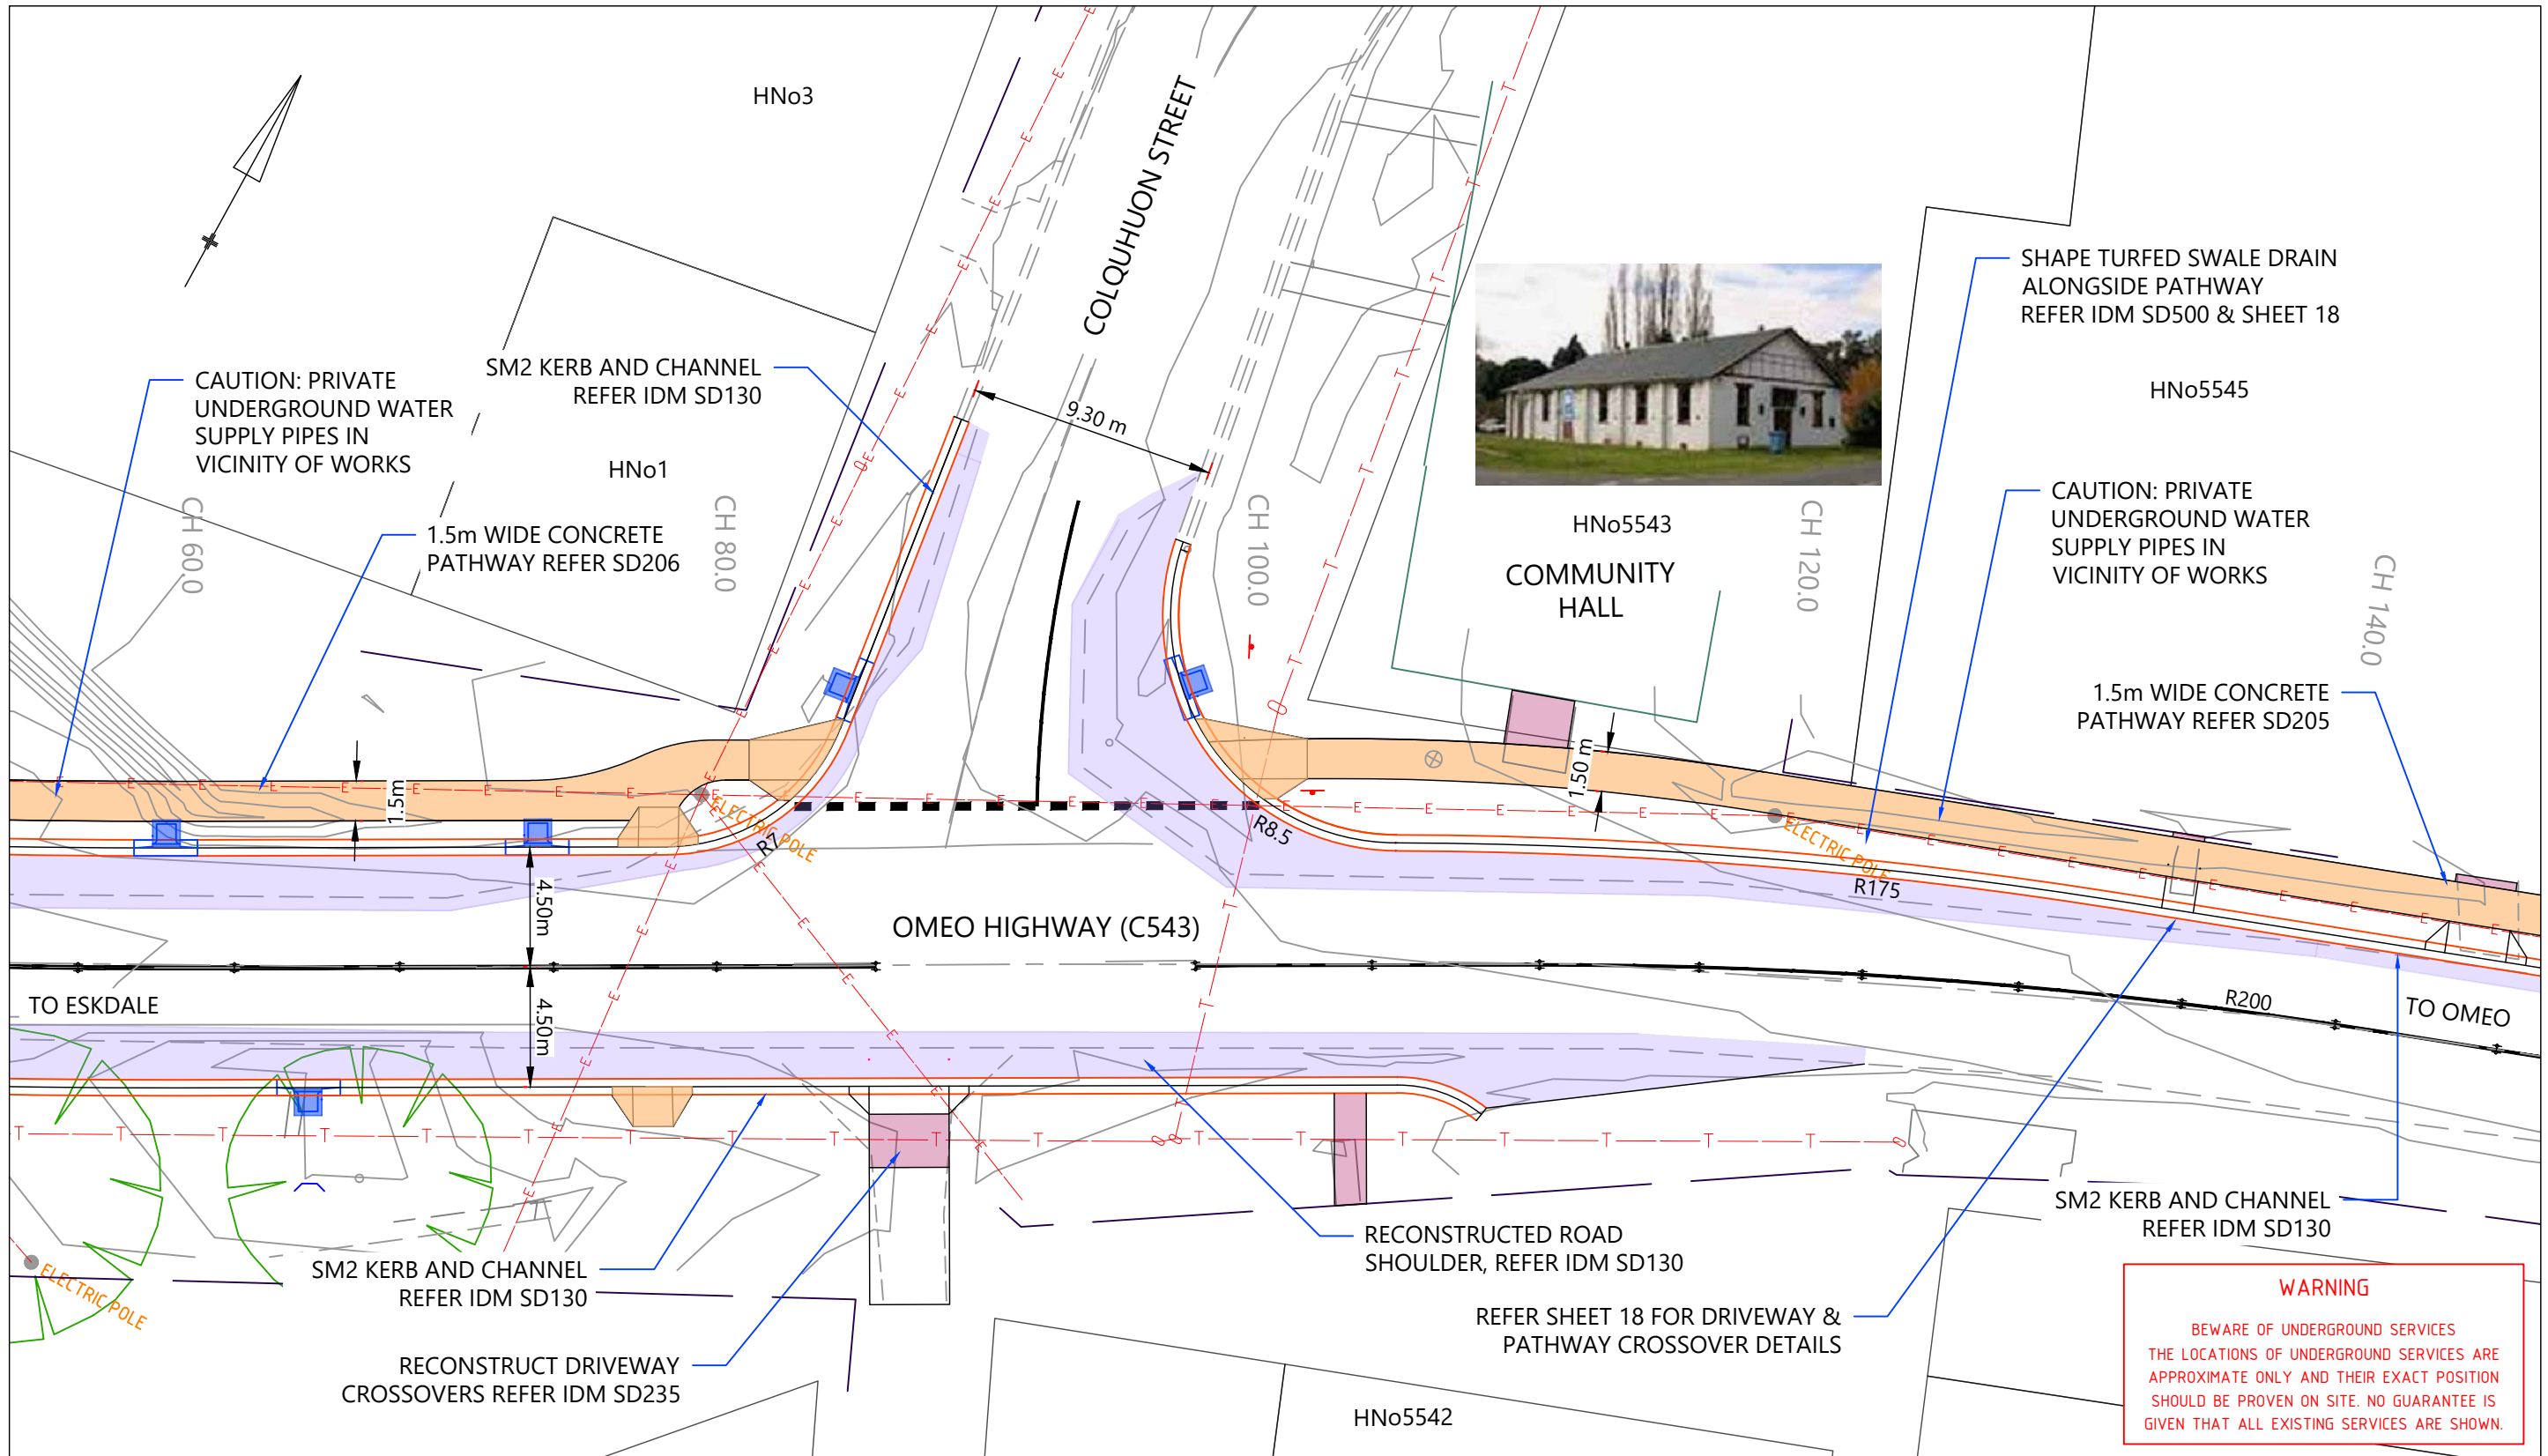 HNo3
COLQUHUON STREET
SHAPE TURFED SWALE DRAIN
ALONGSIDE PATHWAY
REFER IDM SD500 & SHEET 18
HNo5545
SM2 KERB AND CHANNEL
REFER IDM SD130
CAUTION: PRIVATE
UNDERGROUND WATER
SUPPLY PIPES IN
VICINITY OF WORKS
9.30 m
HNo1
CAUTION: PRIVATE
UNDERGROUND WATER
SUPPLY PIPES IN
VICINITY OF WORKS
HNo5543
COMMUNITY
HALL
1.5m WIDE CONCRETE
PATHWAY REFER SD206
CH 60.0
CH 80.0
CH 100.0
CH 120.0
CH 140.0
1.5m WIDE CONCRETE
PATHWAY REFER SD205
1.5m
1.50 m
ELECTRIC POLE
R7
R8.5
ELECTRIC POLE
R175
4.50m
OMEO HIGHWAY (C543)
TO ESKDALE
4.50m
R200
TO OMEO
SM2 KERB AND CHANNEL
REFER IDM SD130
RECONSTRUCTED ROAD
SHOULDER, REFER IDM SD130
SM2 KERB AND CHANNEL
REFER IDM SD130
ELECTRIC POLE
REFER SHEET 18 FOR DRIVEWAY &
PATHWAY CROSSOVER DETAILS
RECONSTRUCT DRIVEWAY
CROSSOVERS REFER IDM SD235
HNo5542
WARNING
BEWARE OF UNDERGROUND SERVICES
THE LOCATIONS OF UNDERGROUND SERVICES ARE
APPROXIMATE ONLY AND THEIR EXACT POSITION
SHOULD BE PROVEN ON SITE. NO GUARANTEE IS
GIVEN THAT ALL EXISTING SERVICES ARE SHOWN.